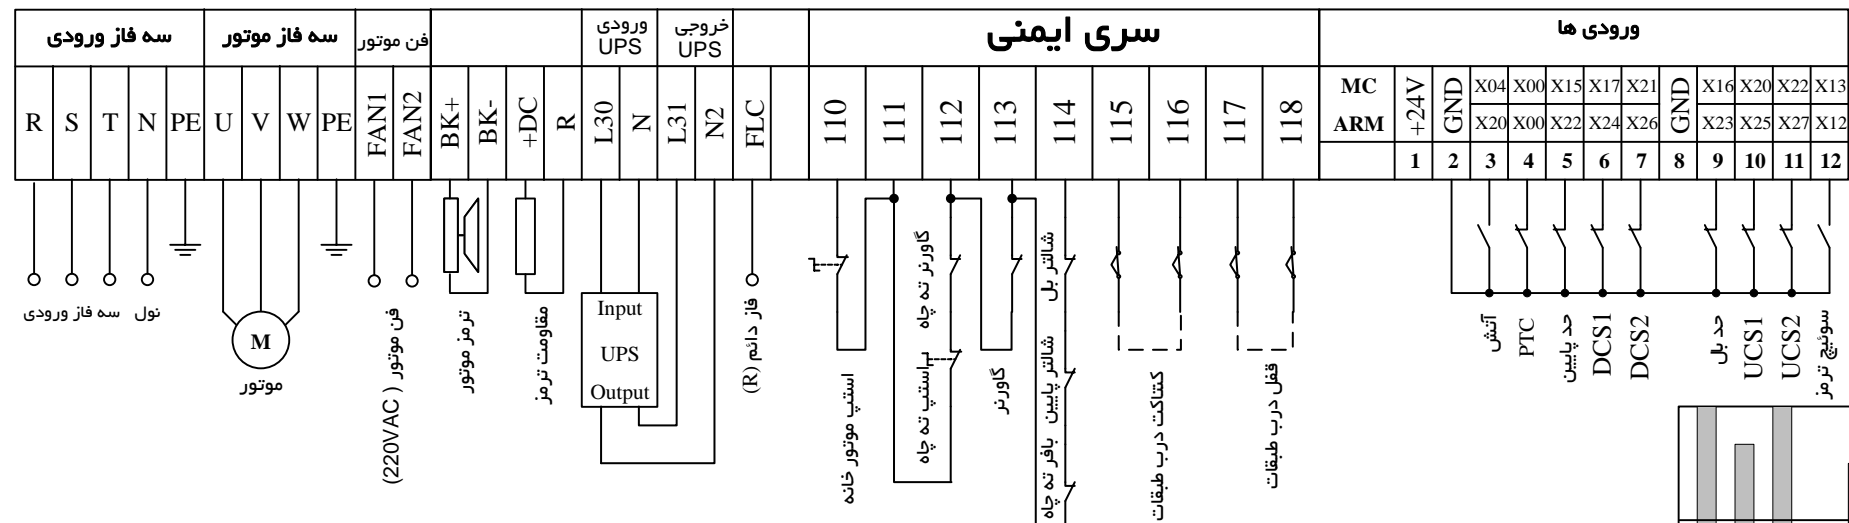 سه فاز ورودی سه فاز موتور فن موتور ورودی UPS خروجی UPS سری ایمنی ورودی ها
R S T N PE U V W PE FAN1 FAN2 BK+ BK- +DC R L30 N L31 N2 FLC 110 111 112 113 114 115 116 117 118
MC +24V GND X04 X00 X15 X17 X21 GND X16 X20 X22 X13
ARM X20 X00 X22 X24 X26 X23 X25 X27 X12
1 2 3 4 5 6 7 8 9 10 11 12
سه فاز ورودی نول
M
موتور
فن موتور ( 220VAC)
ترمز موتور
مقاومت ترمز
Input
UPS
Output
فاز دائم (R)
استپ موتور خانه
گاورنر ته چاه
استپ ته چاه
گاورنر
شالتر بال
شالتر پایین
بافر ته چاه
کنتاکت درب طبقات
قفل درب طبقات
آتش
PTC
حد پایین
DCS1
DCS2
حد بال
UCS1
UCS2
سوئیچ ترمز